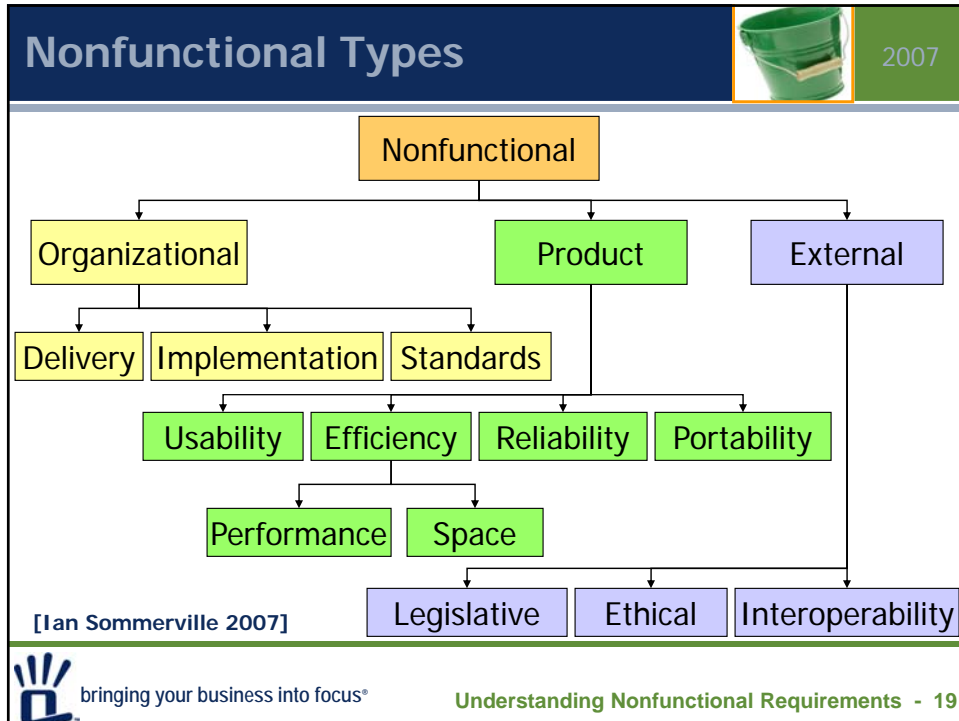 Nonfunctional Types
2007
Nonfunctional
Organizational
Product
External
Delivery
Implementation
Standards
Usability
Efficiency
Reliability
Portability
Performance
Space
Legislative
Ethical
Interoperability
[Ian Sommerville 2007]
bringing your business into focus®
Understanding Nonfunctional Requirements - 19